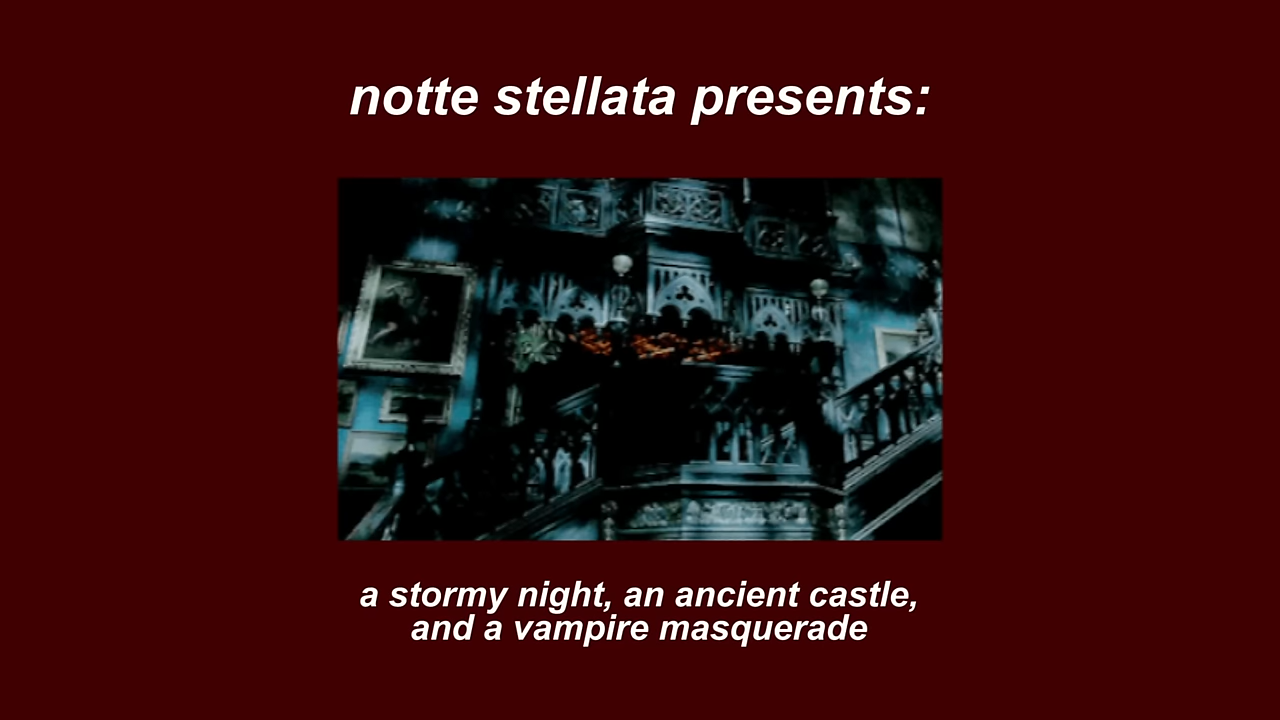 notte stellata presents:
a stormy night, an ancient castle,
and a vampire masquerade